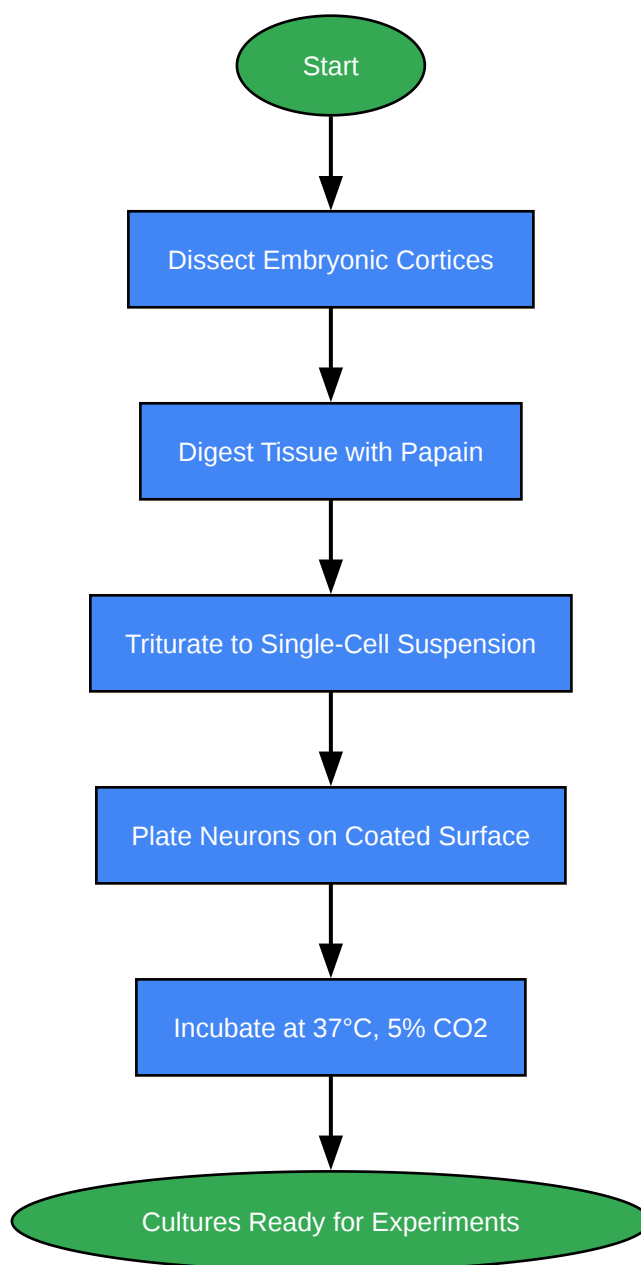 Start
Dissect Embryonic Cortices
Digest Tissue with Papain
Triturate to Single-Cell Suspension
Plate Neurons on Coated Surface
Incubate at 37°C, 5% CO2
Cultures Ready for Experiments